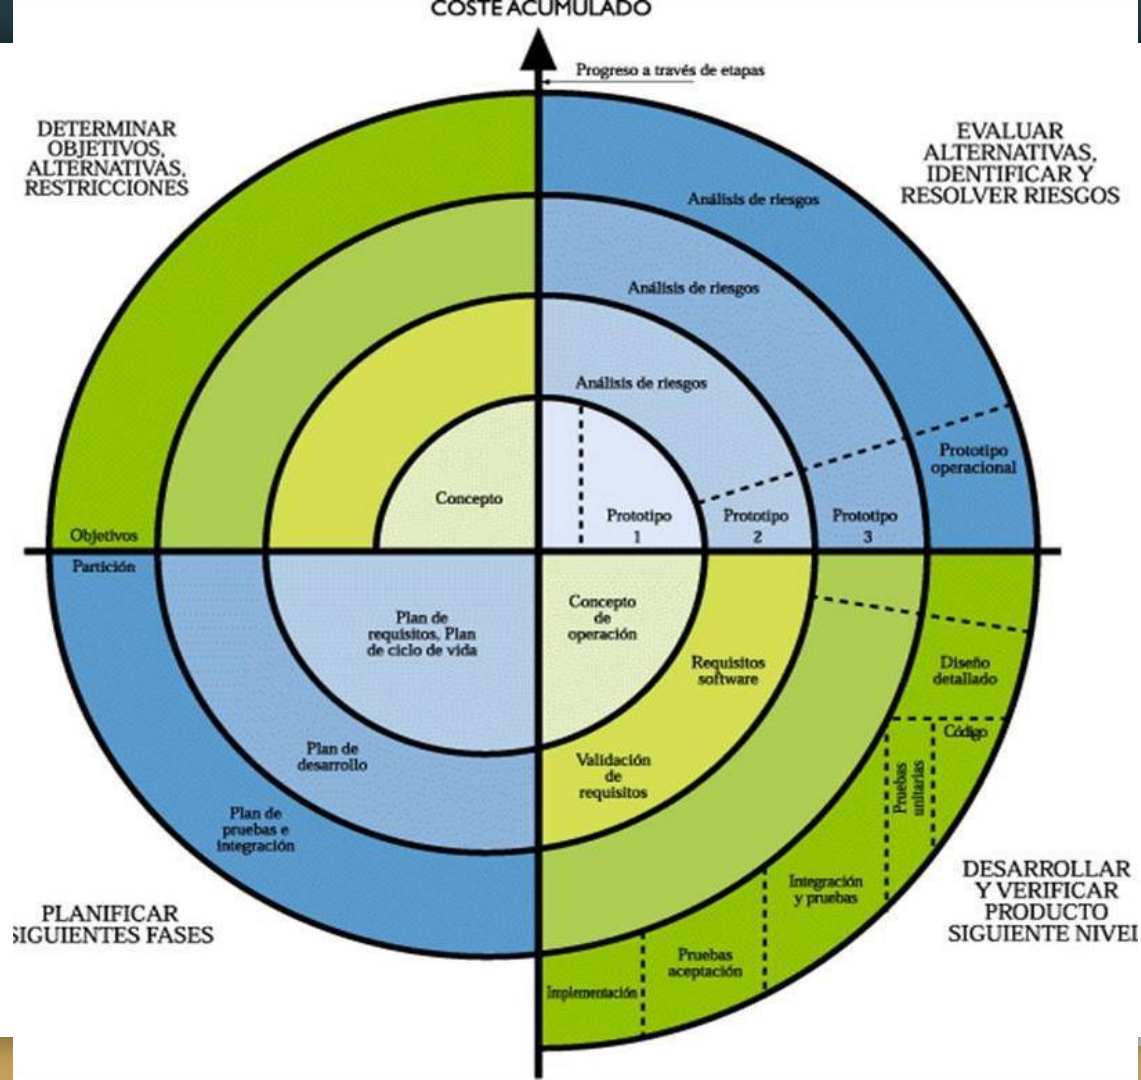 COSTE ACUMULADO
Progreso a través de etapas
DETERMINAR
OBJETIVOS,
ALTERNATIVAS,
RESTRICCIONES
EVALUAR
ALTERNATIVAS,
IDENTIFICAR Y
RESOLVER RIESGOS
Análisis de riesgos
Análisis de riesgos
Análisis de riesgos
Concepto
Prototipo
1
Prototipo
2
Prototipo
3
Prototipo
operacional
Objetivos
Partición
Plan de
requisitos, Plan
de ciclo de vida
Concepto
de
operación
Requisitos
software
Diseño
detallado
Código
Pruebas
unitarias
Plan de
desarrollo
Validación
de
requisitos
Plan de
pruebas e
integración
Integración
y pruebas
Pruebas
aceptación
Implementación
PLANIFICAR
SIGUIENTES FASES
DESARROLLAR
Y VERIFICAR
PRODUCTO
SIGUIENTE NIVEL